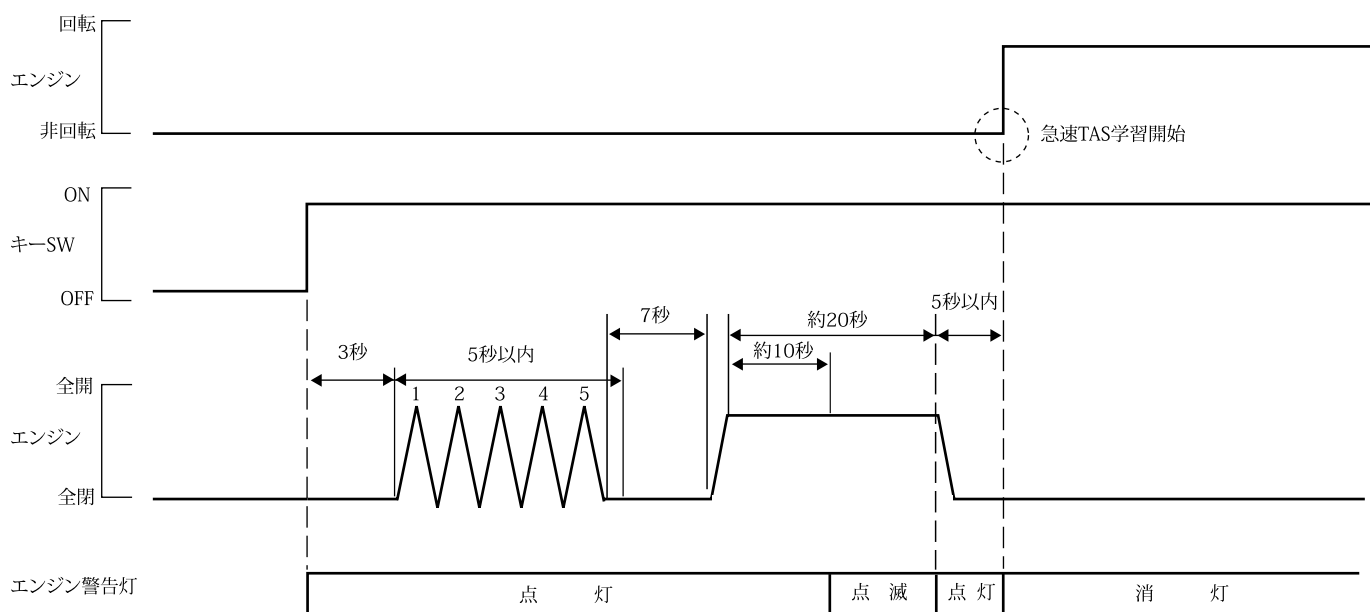 回転
エンジン
非回転
急速TAS学習開始
ON
キーSW
OFF
3秒
5秒以内
7秒
約20秒
約10秒
5秒以内
1 2 3 4 5
全開
エンジン
全閉
エンジン警告灯
点 灯
点 滅
点 灯
消 灯